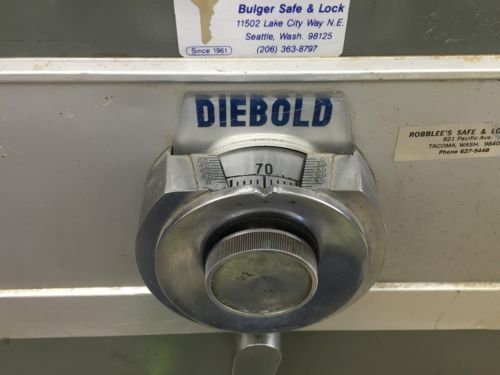 Bulger Safe & Lock
11502 Lake City Way N.E.
Seattle, Wash. 98125
(206) 363-8797
Since 1961
DIEBOLD
ROBBLEE'S SAFE &
821 Pacific Ave.
TACOMA, WASH.
Phone 627-5448
70